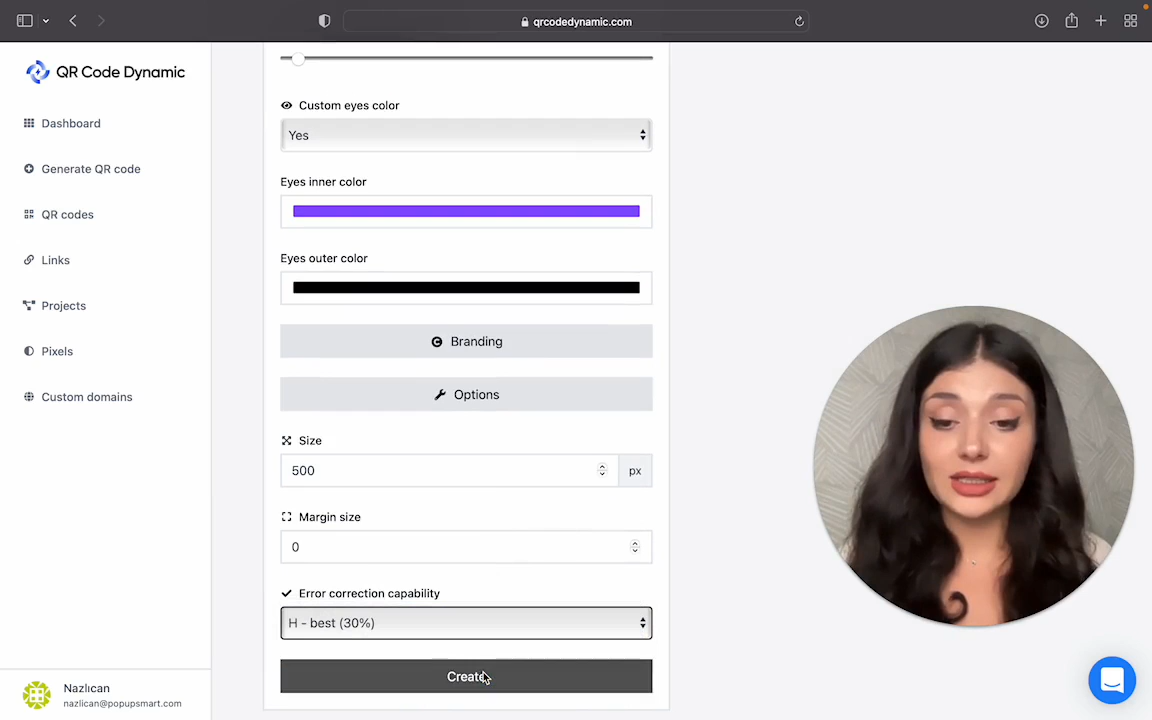 qrcodedynamic.com
QR Code Dynamic
Dashboard
Generate QR code
QR codes
Links
Projects
Pixels
Custom domains
Nazlıcan
nazlican@popupsmart.com
Custom eyes color
Yes
Eyes inner color
Eyes outer color
Branding
Options
Size
500
px
Margin size
0
Error correction capability
H - best (30%)
Create